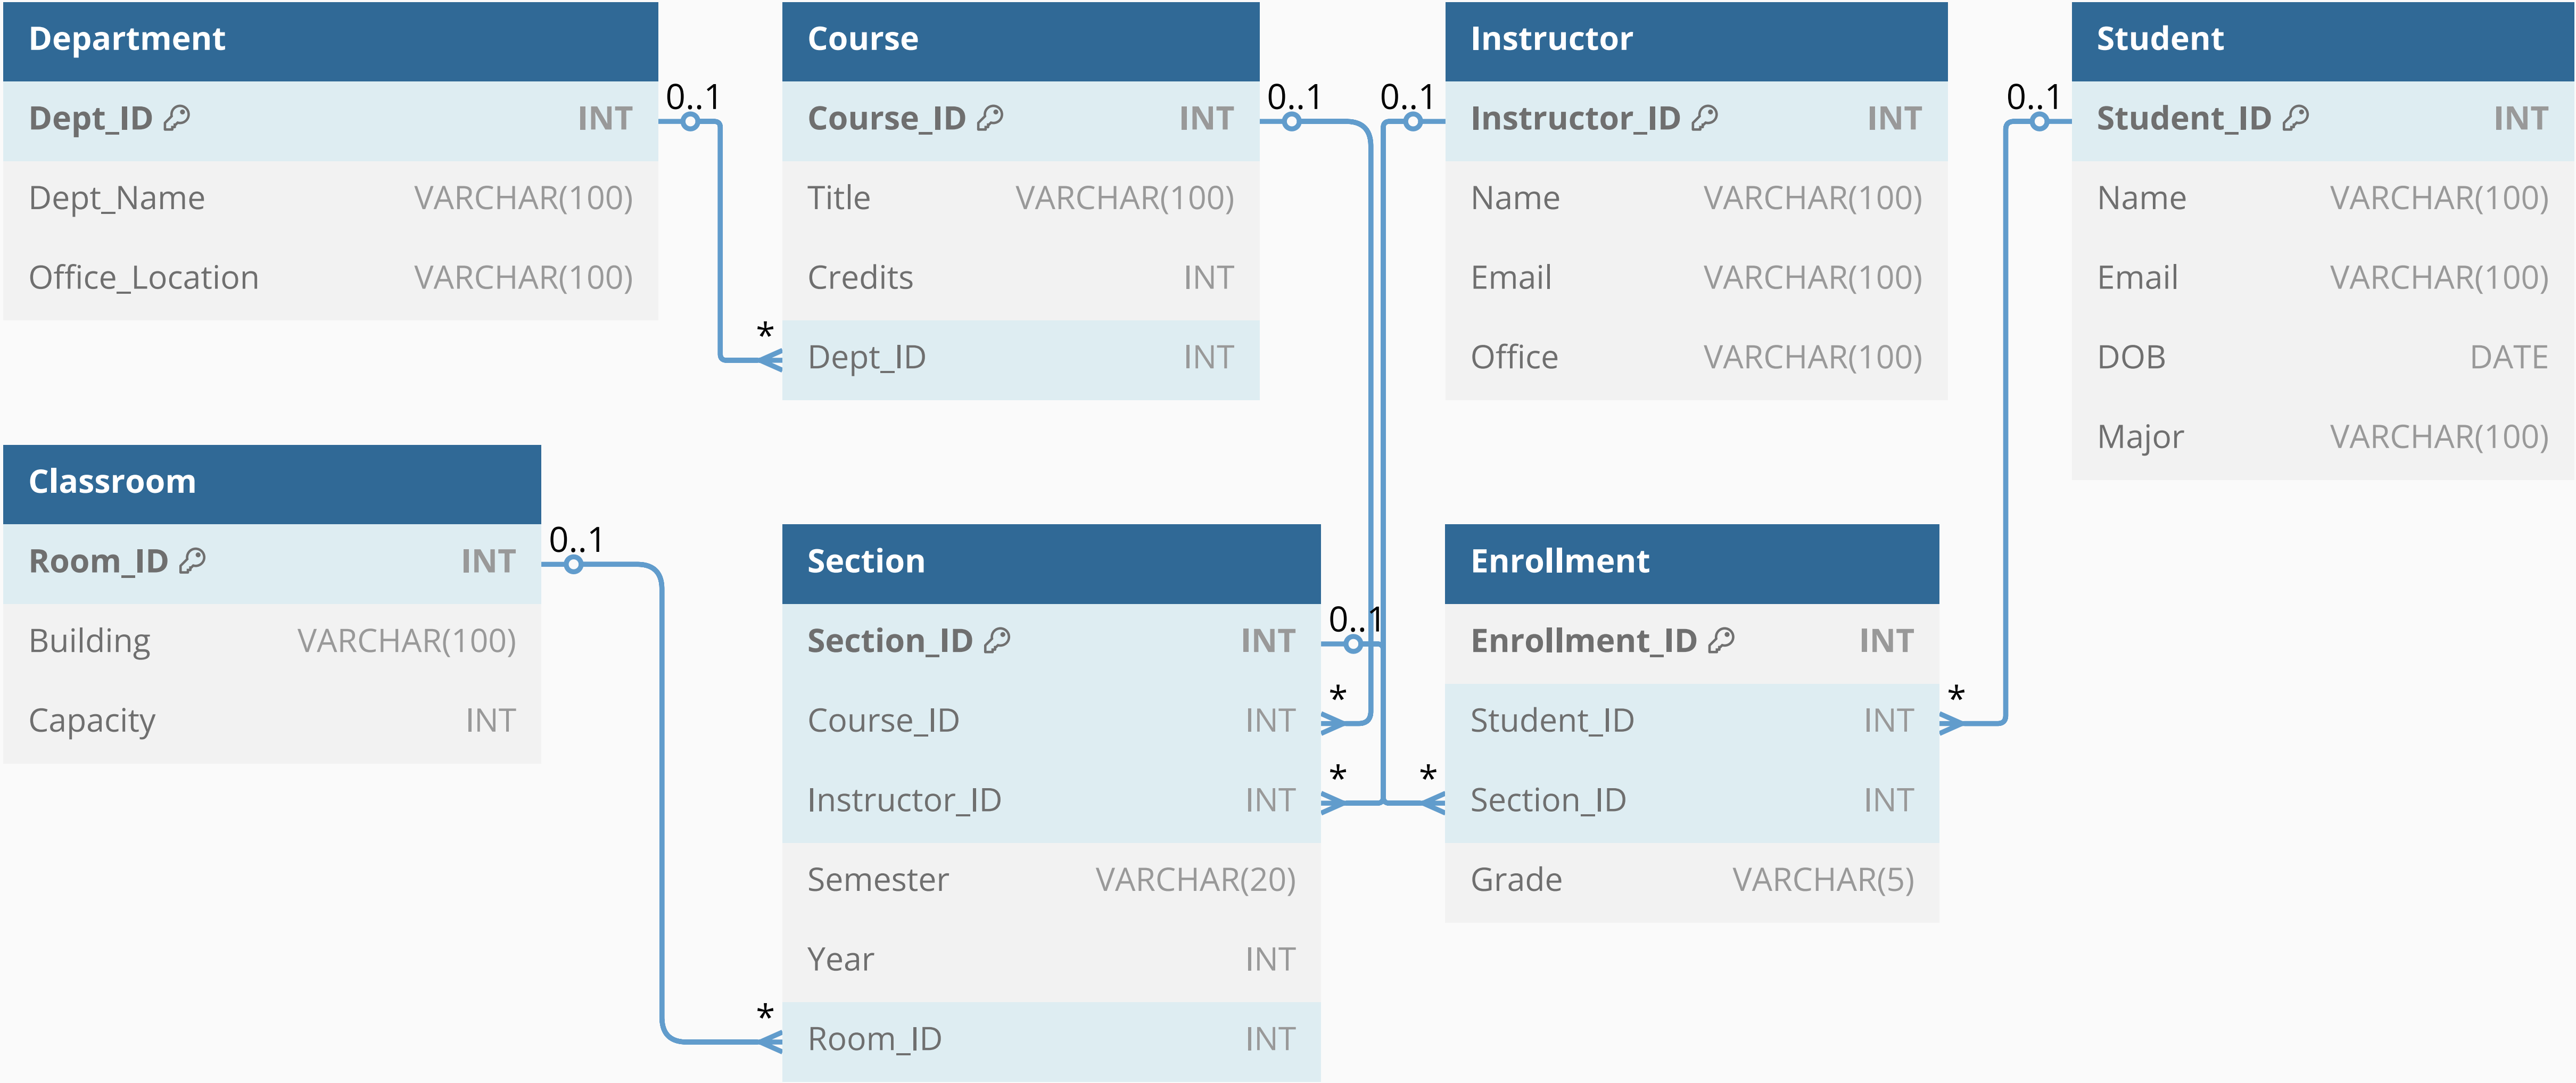 Department
Dept_ID INT
Dept_Name VARCHAR(100)
Office_Location VARCHAR(100)
0..1
*
Course
Course_ID INT
Title VARCHAR(100)
Credits INT
Dept_ID INT
0..1
0..1
Instructor
Instructor_ID INT
Name VARCHAR(100)
Email VARCHAR(100)
Office VARCHAR(100)
0..1
Student
Student_ID INT
Name VARCHAR(100)
Email VARCHAR(100)
DOB DATE
Major VARCHAR(100)
Classroom
Room_ID INT
Building VARCHAR(100)
Capacity INT
0..1
*
Section
Section_ID INT
Course_ID INT
Instructor_ID INT
Semester VARCHAR(20)
Year INT
Room_ID INT
0..1
*
*
*
Enrollment
Enrollment_ID INT
Student_ID INT
Section_ID INT
Grade VARCHAR(5)
*